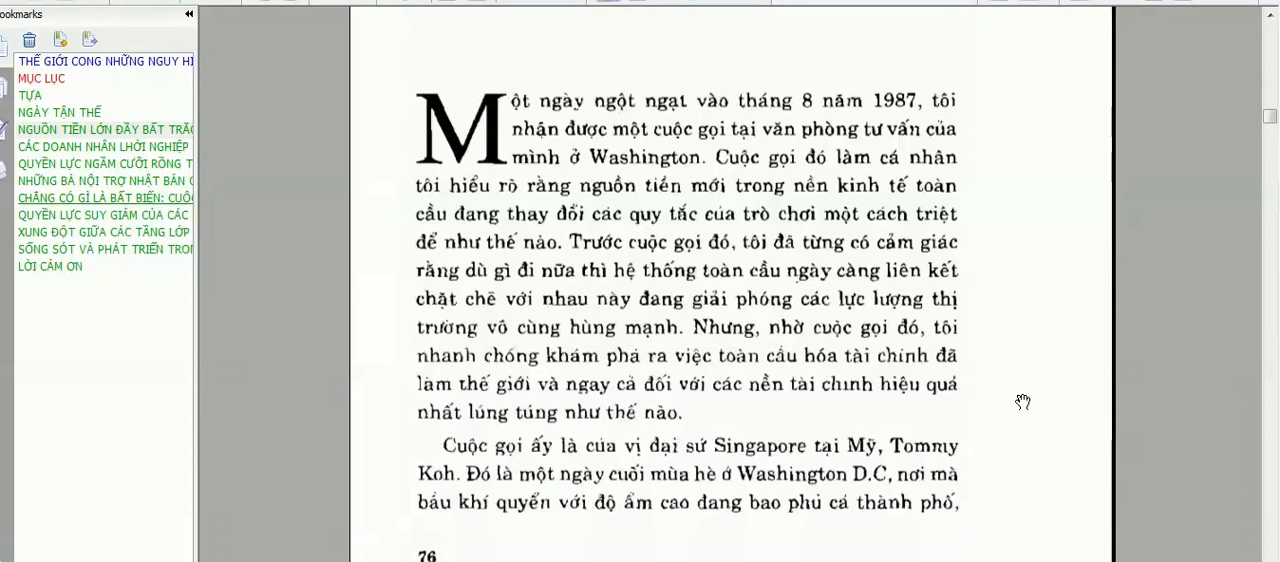 ookmarks
THẾ GIỚI CONG NHỮNG NGUY HI
MỤC LỤC
TỰA
NGÀY TẬN THẾ
NGUỒN TIỀN LỚN ĐẦY BẤT TRẮC
CÁC DOANH NHÂN LHỞI NGHIỆP
QUYỀN LỰC NGẦM CƯỠI RỒNG T
NHỮNG BÀ NỘI TRỢ NHẬT BẢN C
CHẲNG CÓ GÌ LÀ BẤT BIẾN: CUỘC
QUYỀN LỰC SUY GIẢM CỦA CÁC
XUNG ĐỘT GIỮA CÁC TẦNG LỚP
SỐNG SÓT VÀ PHÁT TRIỂN TRON
LỜI CẢM ƠN
Một ngày ngột ngạt vào tháng 8 năm 1987, tôi
nhận được một cuộc gọi tại văn phòng tư vấn của
mình ở Washington. Cuộc gọi đó làm cá nhân
tôi hiểu rõ rằng nguồn tiền mới trong nền kinh tế toàn
cầu đang thay đổi các quy tắc của trò chơi một cách triệt
để như thế nào. Trước cuộc gọi đó, tôi đã từng có cảm giác
rằng dù gì đi nữa thì hệ thống toàn cầu ngày càng liên kết
chặt chẽ với nhau này đang giải phóng các lực lượng thị
trường vô cùng hùng mạnh. Nhưng, nhờ cuộc gọi đó, tôi
nhanh chóng khám phá ra việc toàn cầu hóa tài chính đã
làm thế giới và ngay cả đối với các nền tài chính hiệu quả
nhất lúng túng như thế nào.
Cuộc gọi ấy là của vị đại sứ Singapore tại Mỹ, Tommy
Koh. Đó là một ngày cuối mùa hè ở Washington D.C, nơi mà
bầu khí quyển với độ ẩm cao đang bao phủ cả thành phố,
76